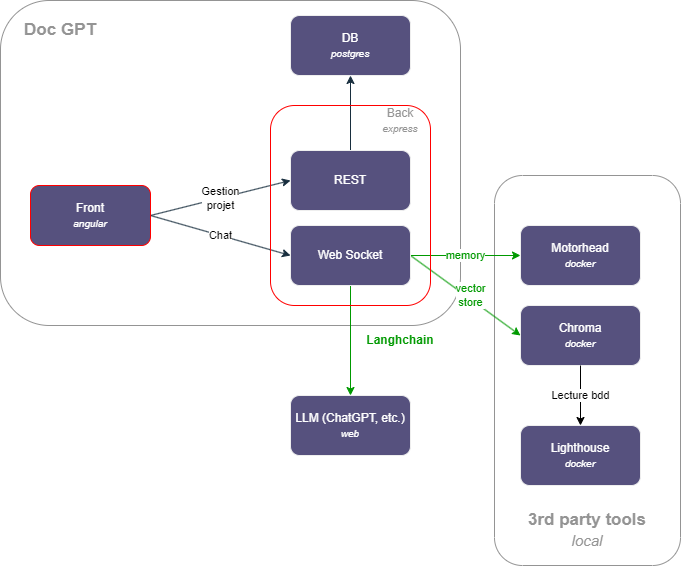 Doc GPT
DB
postgres
Back
express
REST
Gestion
projet
Front
angular
Chat
Web Socket
memory
Motorhead
docker
vector
store
Chroma
docker
Langhchain
Lecture bdd
LLM (ChatGPT, etc.)
web
Lighthouse
docker
3rd party tools
local